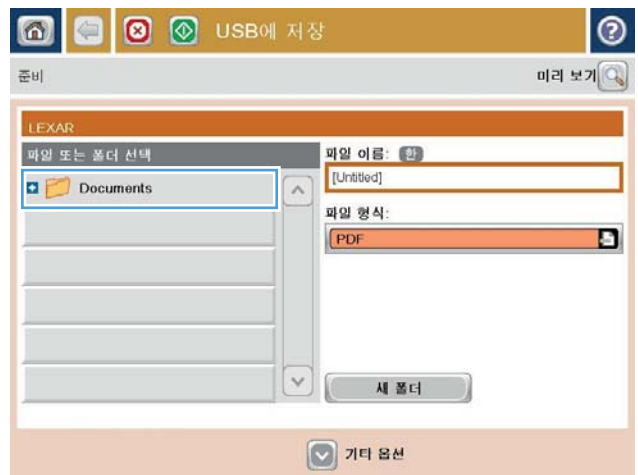 USB에 저장
?
준비
미리 보기
LEXAR
파일 또는 폴더 선택
Documents
파일 이름: 한
[Untitled]
파일 형식:
PDF
새 폴더
기타 옵션